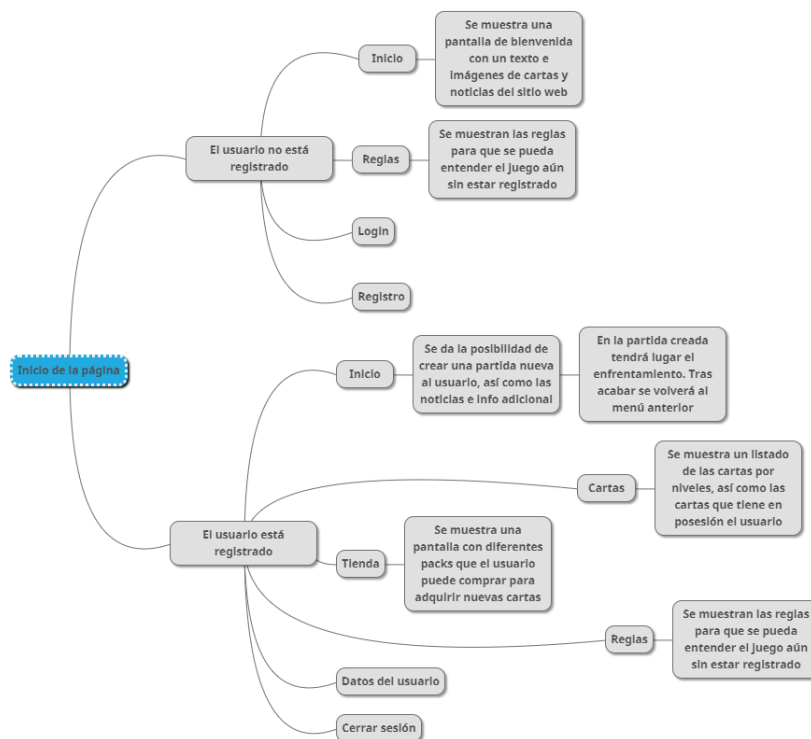 Inicio
Se muestra una
pantalla de bienvenida
con un texto e
imágenes de cartas y
noticias del sitio web
El usuario no está
registrado
Reglas
Se muestran las reglas
para que se pueda
entender el juego aún
sin estar registrado
Login
Registro
Inicio de la página
Inicio
Se da la posibilidad de
crear una partida nueva
al usuario, así como las
noticias e info adicional
En la partida creada
tendrá lugar el
enfrentamiento. Tras
acabar se volverá al
menú anterior
Cartas
Se muestra un listado
de las cartas por
niveles, así como las
cartas que tiene en
posesión el usuario
El usuario está
registrado
Tienda
Se muestra una
pantalla con diferentes
packs que el usuario
puede comprar para
adquirir nuevas cartas
Reglas
Se muestran las reglas
para que se pueda
entender el juego aún
sin estar registrado
Datos del usuario
Cerrar sesión